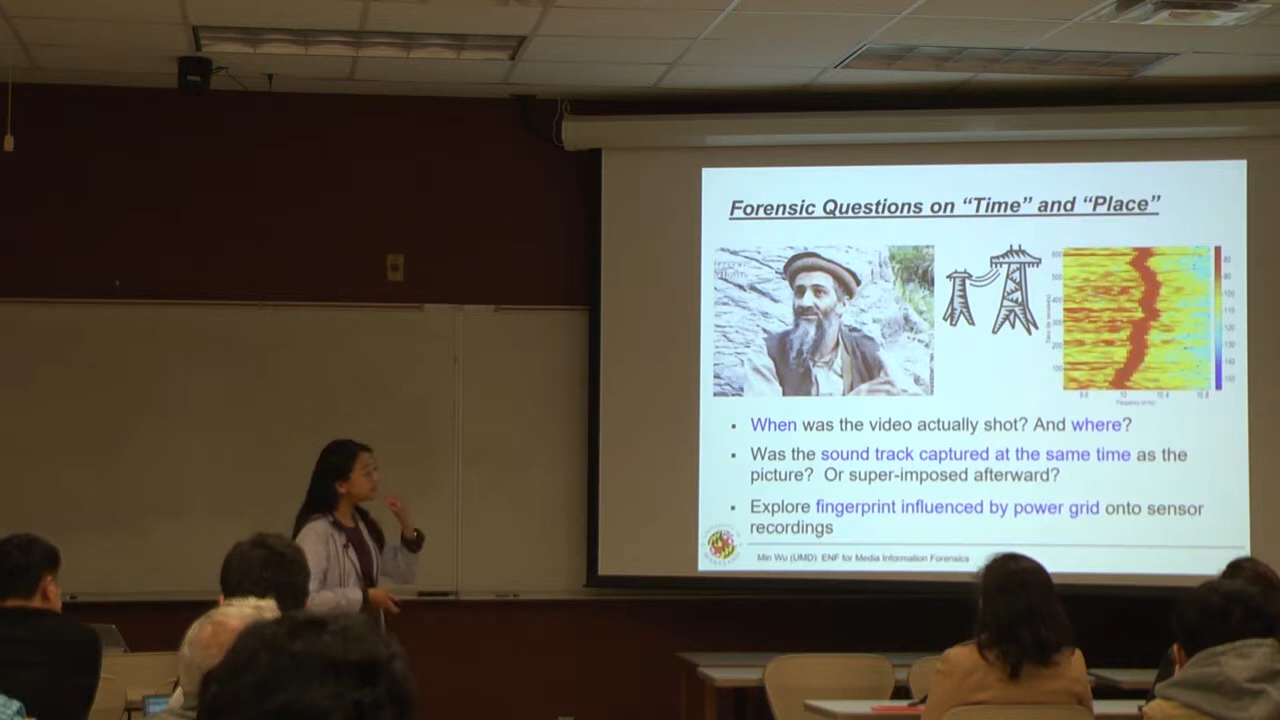 Forensic Questions on “Time” and “Place”
▪ When was the video actually shot? And where?
▪ Was the sound track captured at the same time as the
picture? Or super-imposed afterward?
▪ Explore fingerprint influenced by power grid onto sensor
recordings
Min Wu (UMD): ENF for Media Information Forensics